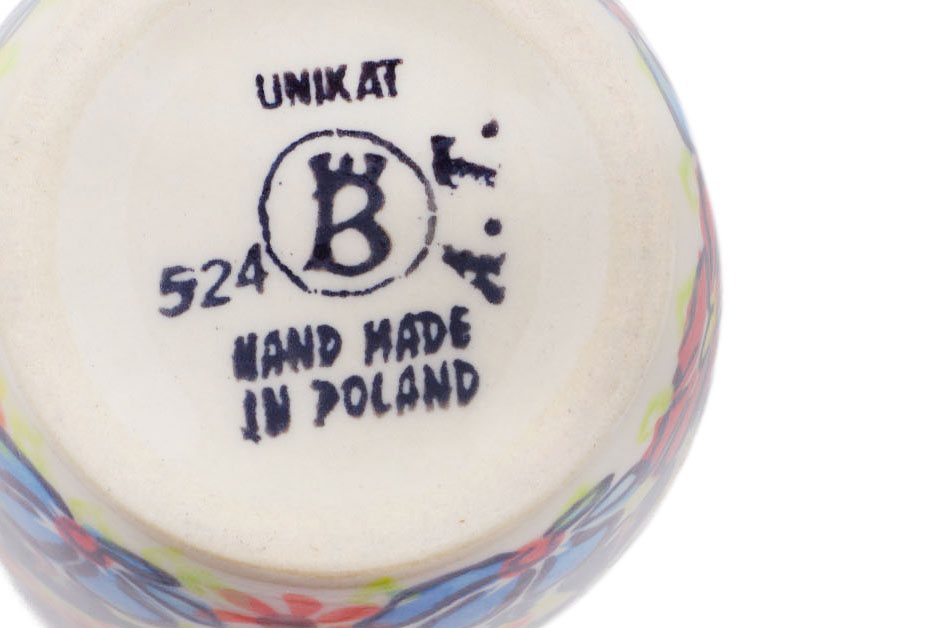 UNIKAT
B
A. T.
524
HAND MADE
IN POLAND